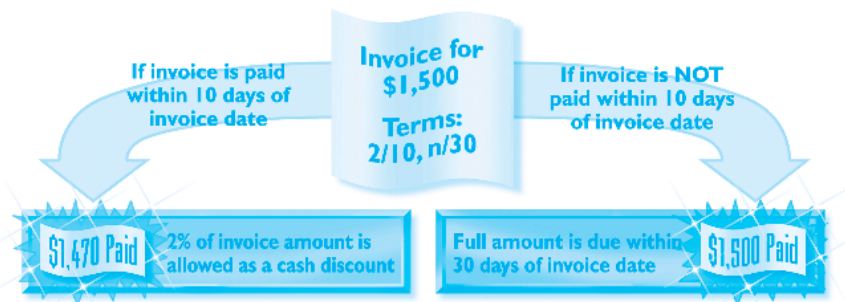 Invoice for
$1,500
Terms:
2/10, n/30
If invoice is paid
within 10 days of
invoice date
If invoice is NOT
paid within 10 days
of invoice date
$1,470 Paid
2% of invoice amount is
allowed as a cash discount
Full amount is due within
30 days of invoice date
$1,500 Paid